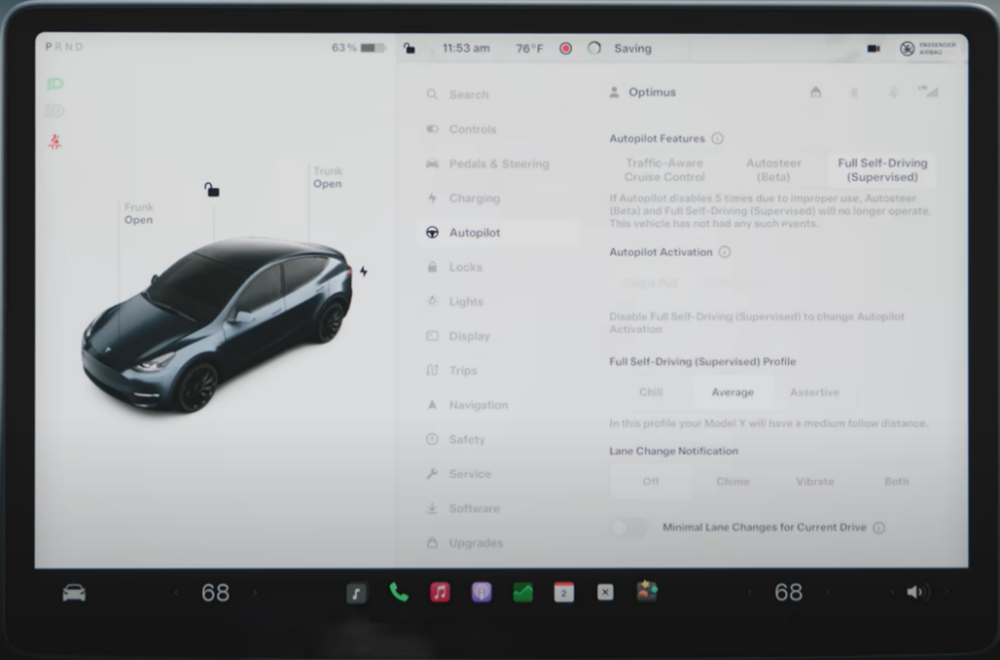 PRND
63%
11:53 am
76°F
Saving
PASSENGER
AIRBAG
Trunk
Open
Frunk
Open
Search
Controls
Pedals & Steering
Charging
Autopilot
Locks
Lights
Display
Trips
Navigation
Safety
Service
Software
Upgrades
Optimus
LTE
Autopilot Features
Traffic-Aware
Cruise Control
Autosteer
(Beta)
Full Self-Driving
(Supervised)
If Autopilot disables 5 times due to improper use, Autosteer
(Beta) and Full Self-Driving (Supervised) will no longer operate.
This vehicle has not had any such events.
Autopilot Activation
Disable Full Self-Driving (Supervised) to change Autopilot
Activation
Full Self-Driving (Supervised) Profile
Chill
Average
Assertive
In this profile your Model Y will have a medium follow distance.
Lane Change Notification
Off
Chime
Vibrate
Both
Minimal Lane Changes for Current Drive
68
2
68